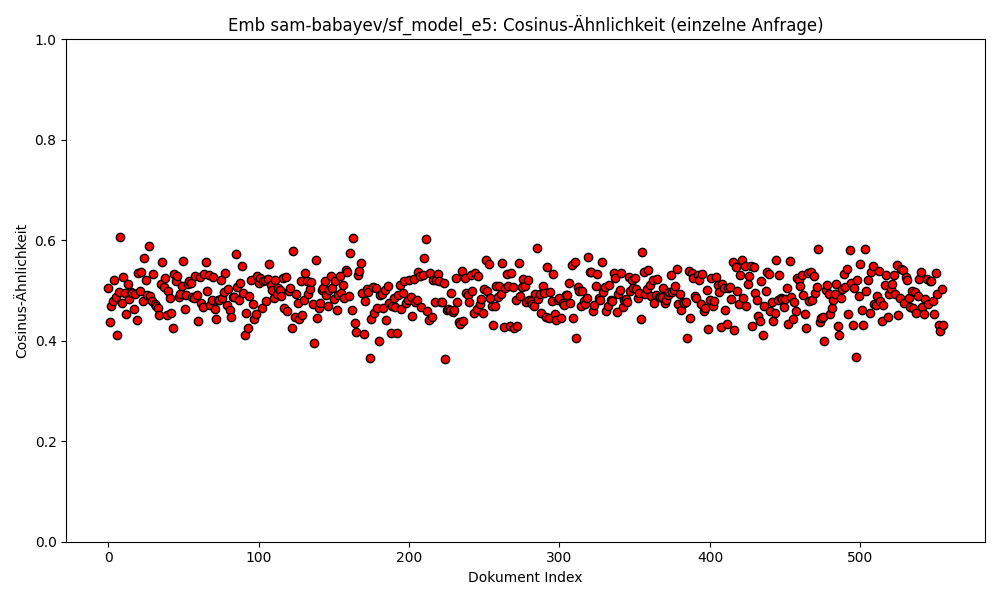 Emb sam-babayev/sf_model_e5: Cosinus-Ähnlichkeit (einzelne Anfrage)
1.0
0.8
0.6
0.4
0.2
0.0
Cosinus-Ähnlichkeit
0 100 200 300 400 500
Dokument Index